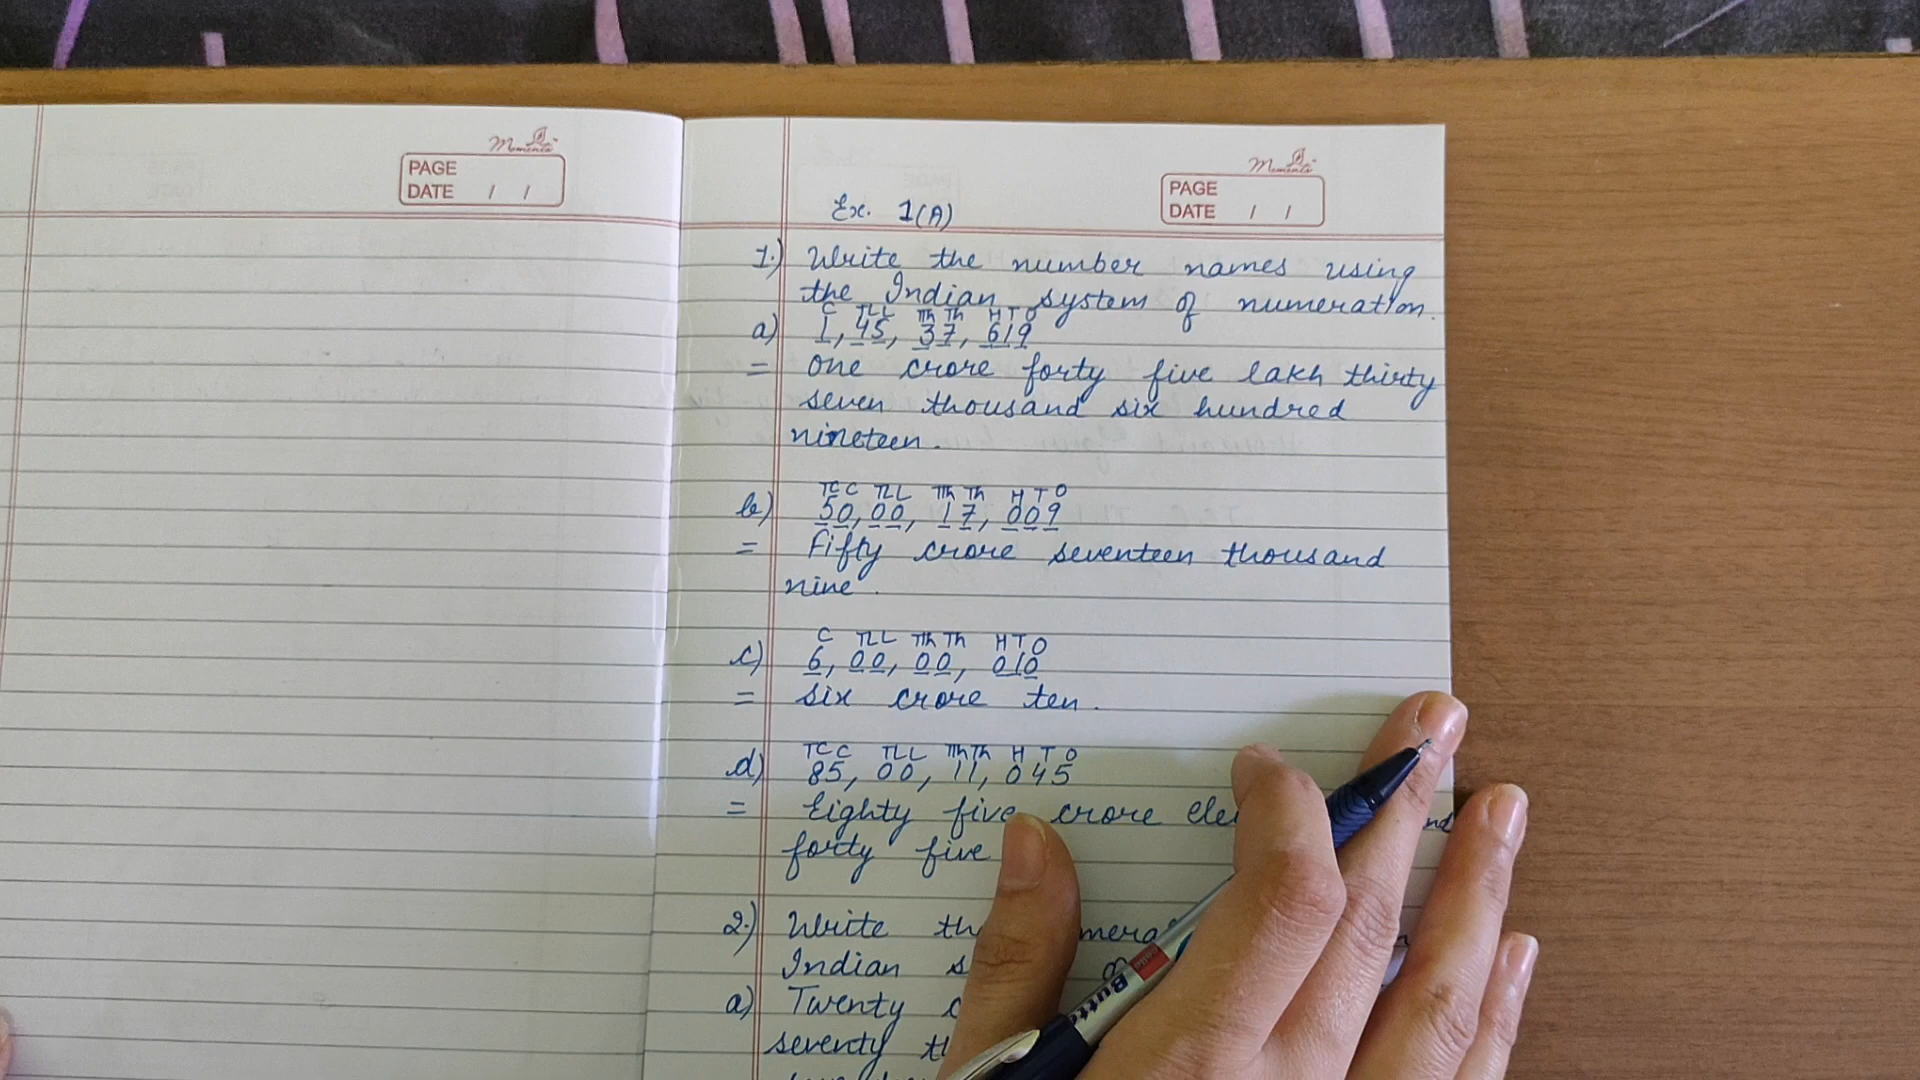 Moments
PAGE
DATE / /
Moments
PAGE
DATE / /
Ex. 1(A)
1.) Write the number names using
the Indian system of numeration.
C TL L TTh Th H T O
a) 1, 45, 37, 619
= One crore forty five lakh thirty
seven thousand six hundred
nineteen.
TC C TL L TTh Th H T O
b) 50, 00, 17, 009
= Fifty crore seventeen thousand
nine.
C TL L TTh Th H T O
c) 6, 00, 00, 010
= Six crore ten.
TC C TL L TTh Th H T O
d) 85, 00, 11, 045
= Eighty five crore
forty five
2.) Write
Indian
a) Twenty
seventy